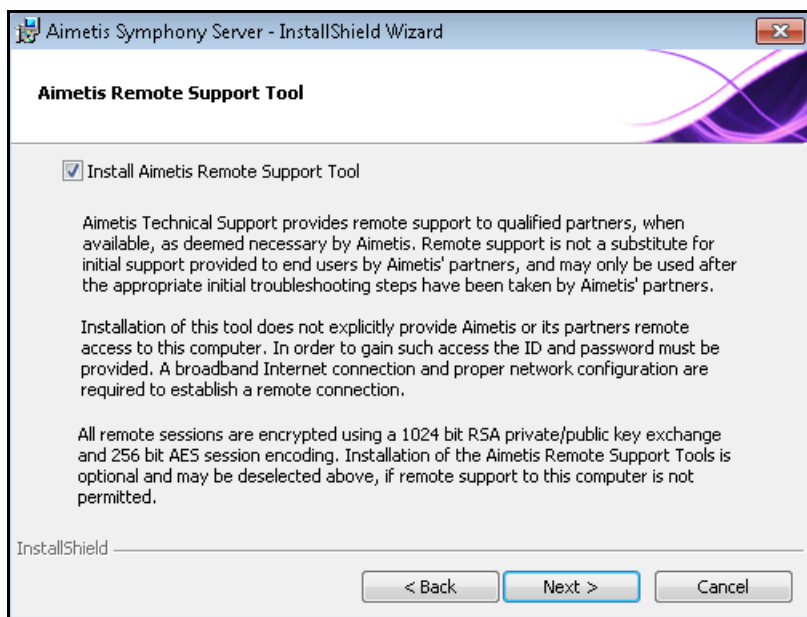 Aimetis Symphony Server - InstallShield Wizard
Aimetis Remote Support Tool
Install Aimetis Remote Support Tool
Aimetis Technical Support provides remote support to qualified partners, when
available, as deemed necessary by Aimetis. Remote support is not a substitute for
initial support provided to end users by Aimetis' partners, and may only be used after
the appropriate initial troubleshooting steps have been taken by Aimetis' partners.
Installation of this tool does not explicitly provide Aimetis or its partners remote
access to this computer. In order to gain such access the ID and password must be
provided. A broadband Internet connection and proper network configuration are
required to establish a remote connection.
All remote sessions are encrypted using a 1024 bit RSA private/public key exchange
and 256 bit AES session encoding. Installation of the Aimetis Remote Support Tools is
optional and may be deselected above, if remote support to this computer is not
permitted.
InstallShield
< Back Next > Cancel